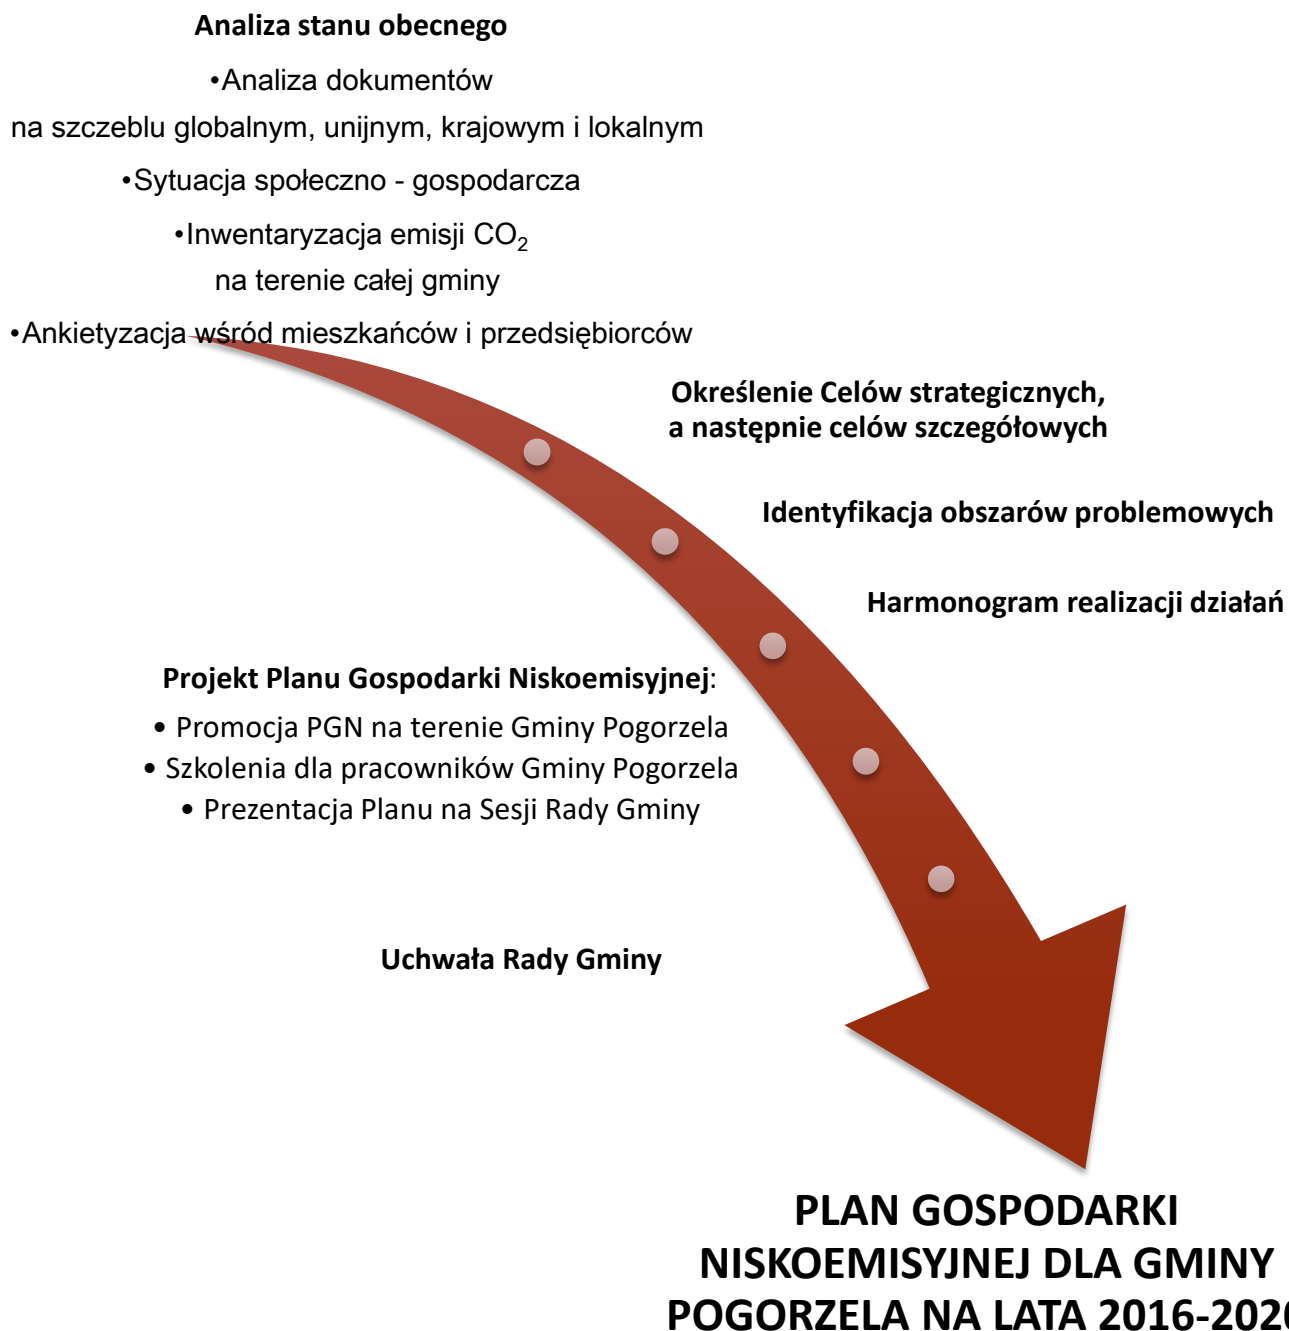 Analiza stanu obecnego
•Analiza dokumentów
na szczeblu globalnym, unijnym, krajowym i lokalnym
•Sytuacja społeczno - gospodarcza
•Inwentaryzacja emisji CO₂
na terenie całej gminy
•Ankietyzacja wśród mieszkańców i przedsiębiorców
Określenie Celów strategicznych,
a następnie celów szczegółowych
Identyfikacja obszarów problemowych
Harmonogram realizacji działań
Projekt Planu Gospodarki Niskoemisyjnej:
• Promocja PGN na terenie Gminy Pogorzela
• Szkolenia dla pracowników Gminy Pogorzela
• Prezentacja Planu na Sesji Rady Gminy
Uchwała Rady Gminy
PLAN GOSPODARKI
NISKOEMISYJNEJ DLA GMINY
POGORZELA NA LATA 2016-2020